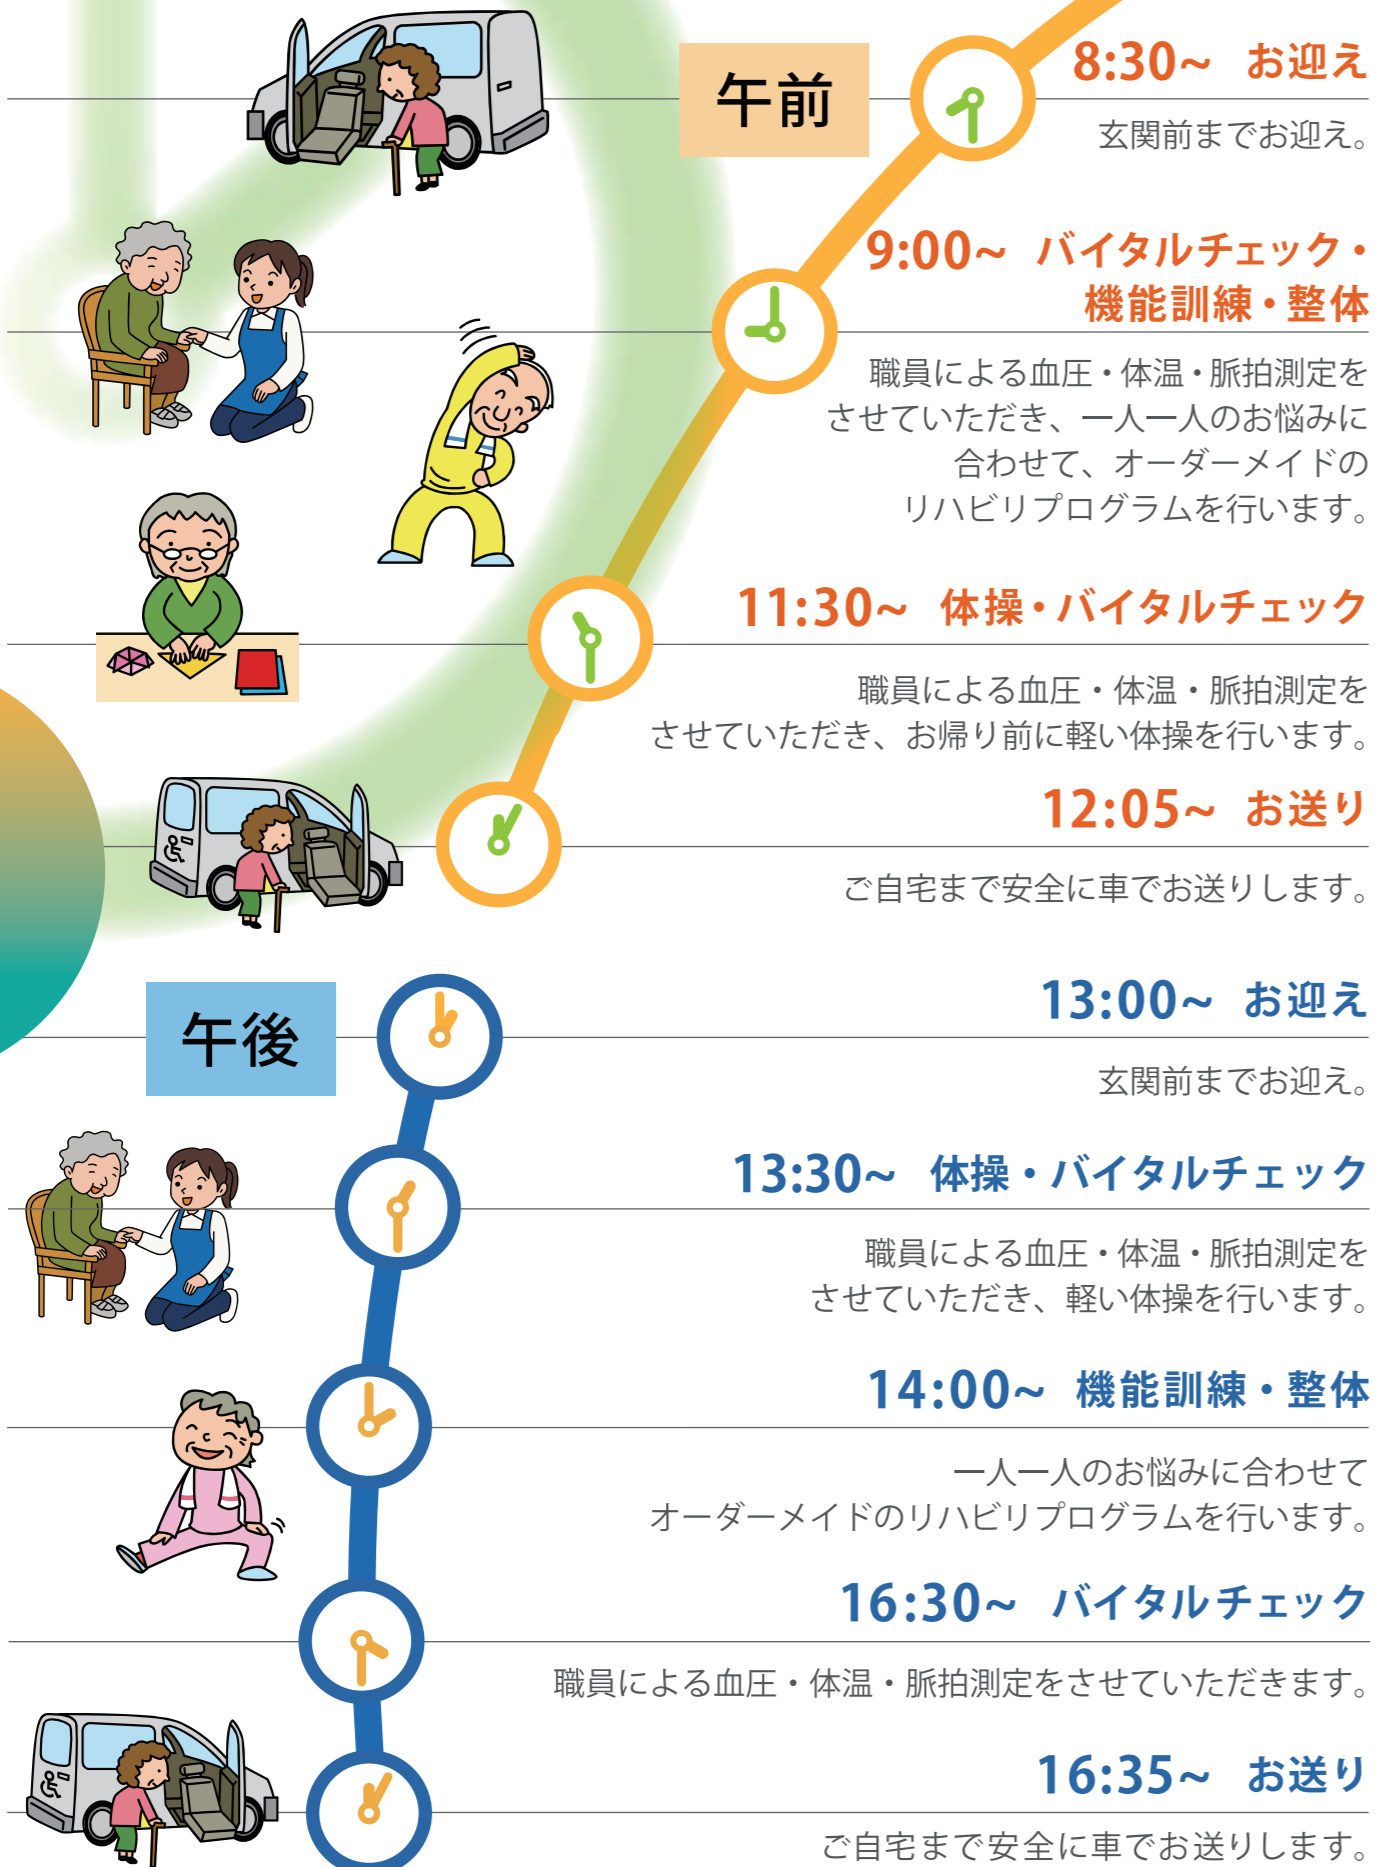 午前
8:30~ お迎え
玄関前までお迎え。
9:00~ バイタルチェック・
機能訓練・整体
職員による血圧・体温・脈拍測定を
させていただき、一人一人のお悩みに
合わせて、オーダーメイドの
リハビリプログラムを行います。
11:30~ 体操・バイタルチェック
職員による血圧・体温・脈拍測定を
させていただき、お帰り前に軽い体操を行います。
12:05~ お送り
ご自宅まで安全に車でお送りします。
午後
13:00~ お迎え
玄関前までお迎え。
13:30~ 体操・バイタルチェック
職員による血圧・体温・脈拍測定を
させていただき、軽い体操を行います。
14:00~ 機能訓練・整体
一人一人のお悩みに合わせて
オーダーメイドのリハビリプログラムを行います。
16:30~ バイタルチェック
職員による血圧・体温・脈拍測定をさせていただきます。
16:35~ お送り
ご自宅まで安全に車でお送りします。